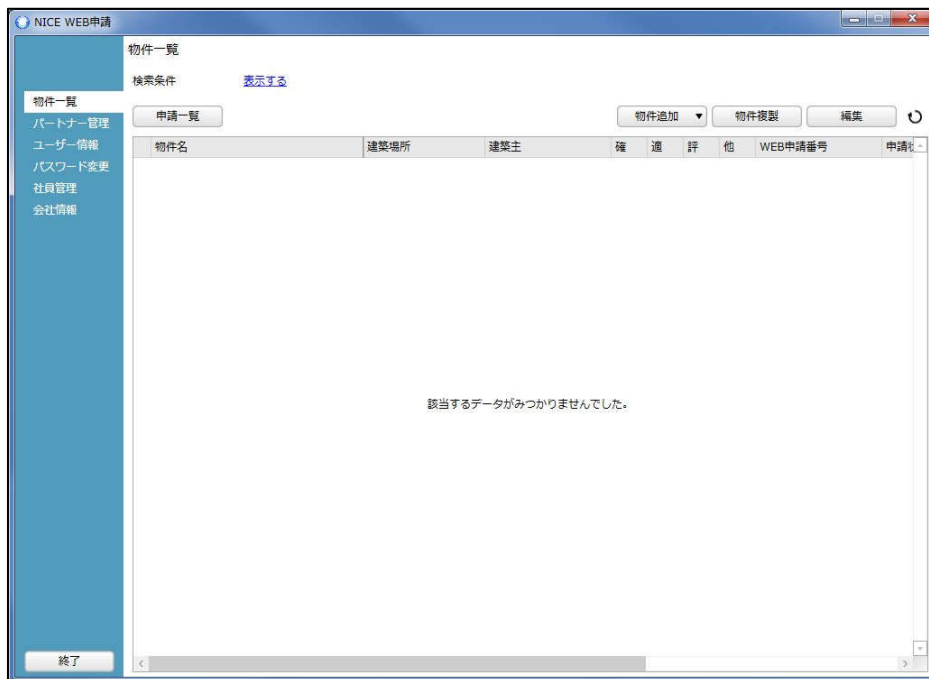 NICE WEB申請
物件一覧
検索条件 表示する
物件一覧
パートナー管理
ユーザー情報
パスワード変更
社員管理
会社情報
申請一覧 物件追加 ▼ 物件複製 編集
物件名 建築場所 建築主 確 適 評 他 WEB申請番号 申請状
該当するデータがみつかりませんでした。
終了